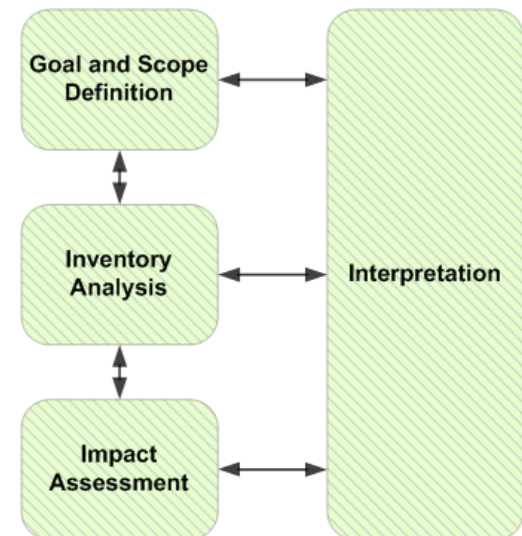 Goal and Scope
Definition
Inventory
Analysis
Interpretation
Impact
Assessment